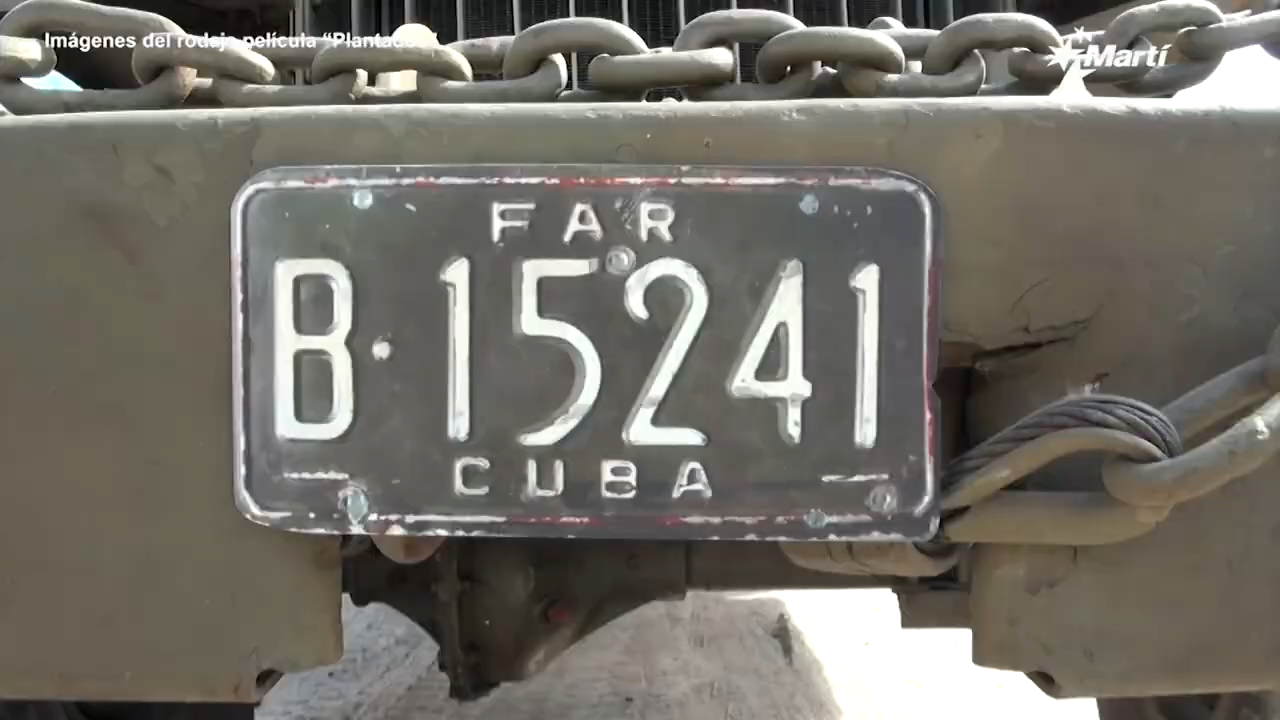 Imágenes del rodaje película “Plantados”
Martí
FAR
B·15241
CUBA